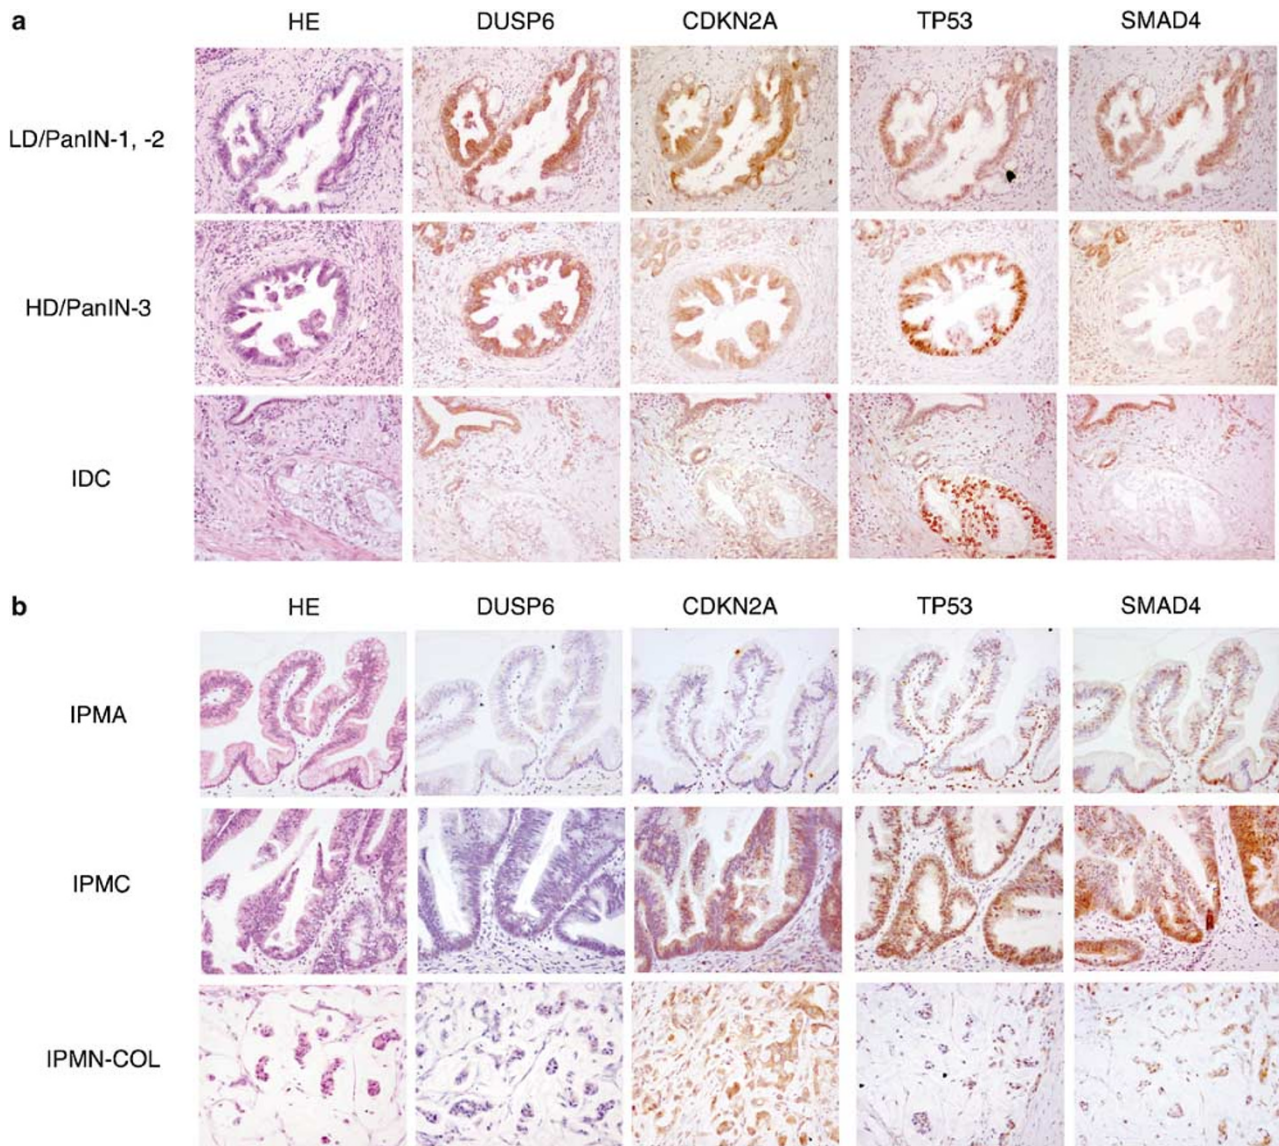 a HE DUSP6 CDKN2A TP53 SMAD4
LD/PanIN-1, -2
HD/PanIN-3
IDC
b HE DUSP6 CDKN2A TP53 SMAD4
IPMA
IPMC
IPMN-COL